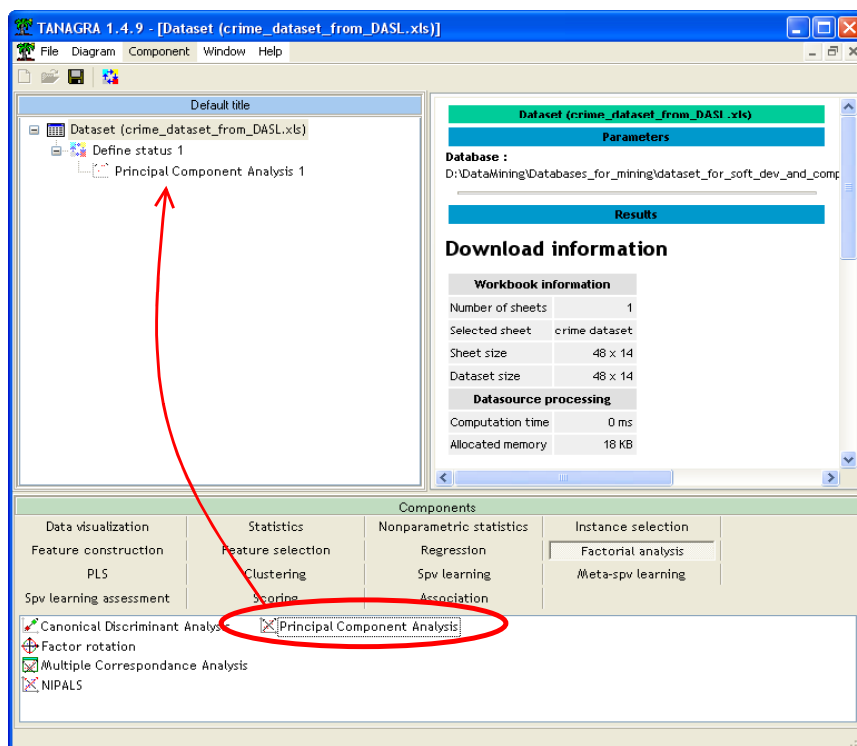 TANAGRA 1.4.9 - [Dataset (crime_dataset_from_DASL.xls)]
File Diagram Component Window Help
Default title
Dataset (crime_dataset_from_DASL.xls)
Define status 1
Principal Component Analysis 1
Dataset (crime_dataset_from_DASL.xls)
Parameters
Database :
D:\DataMining\Databases_for_mining\dataset_for_soft_dev_and_comp
Results
Download information
Workbook information
Number of sheets 1
Selected sheet crime dataset
Sheet size 48 x 14
Dataset size 48 x 14
Datasource processing
Computation time 0 ms
Allocated memory 18 KB
Components
Data visualization Statistics Nonparametric statistics Instance selection
Feature construction Feature selection Regression Factorial analysis
PLS Clustering Spv learning Meta-spv learning
Spv learning assessment Scoring Association
Canonical Discriminant Analysis Principal Component Analysis
Factor rotation
Multiple Correspondance Analysis
NIPALS